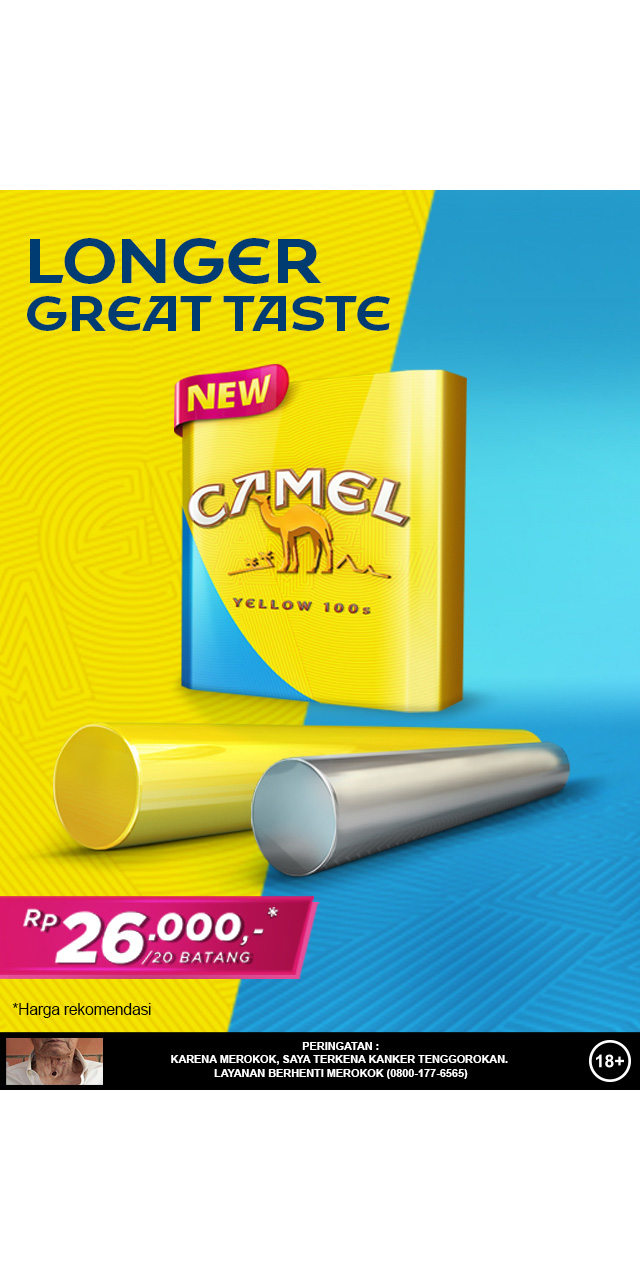 LONGER
GREAT TASTE
NEW
CAMEL
YELLOW 100s
Rp 26.000,-*
/20 BATANG
*Harga rekomendasi
PERINGATAN :
KARENA MEROKOK, SAYA TERKENA KANKER TENGGOROKAN.
LAYANAN BERHENTI MEROKOK (0800-177-6565)
18+